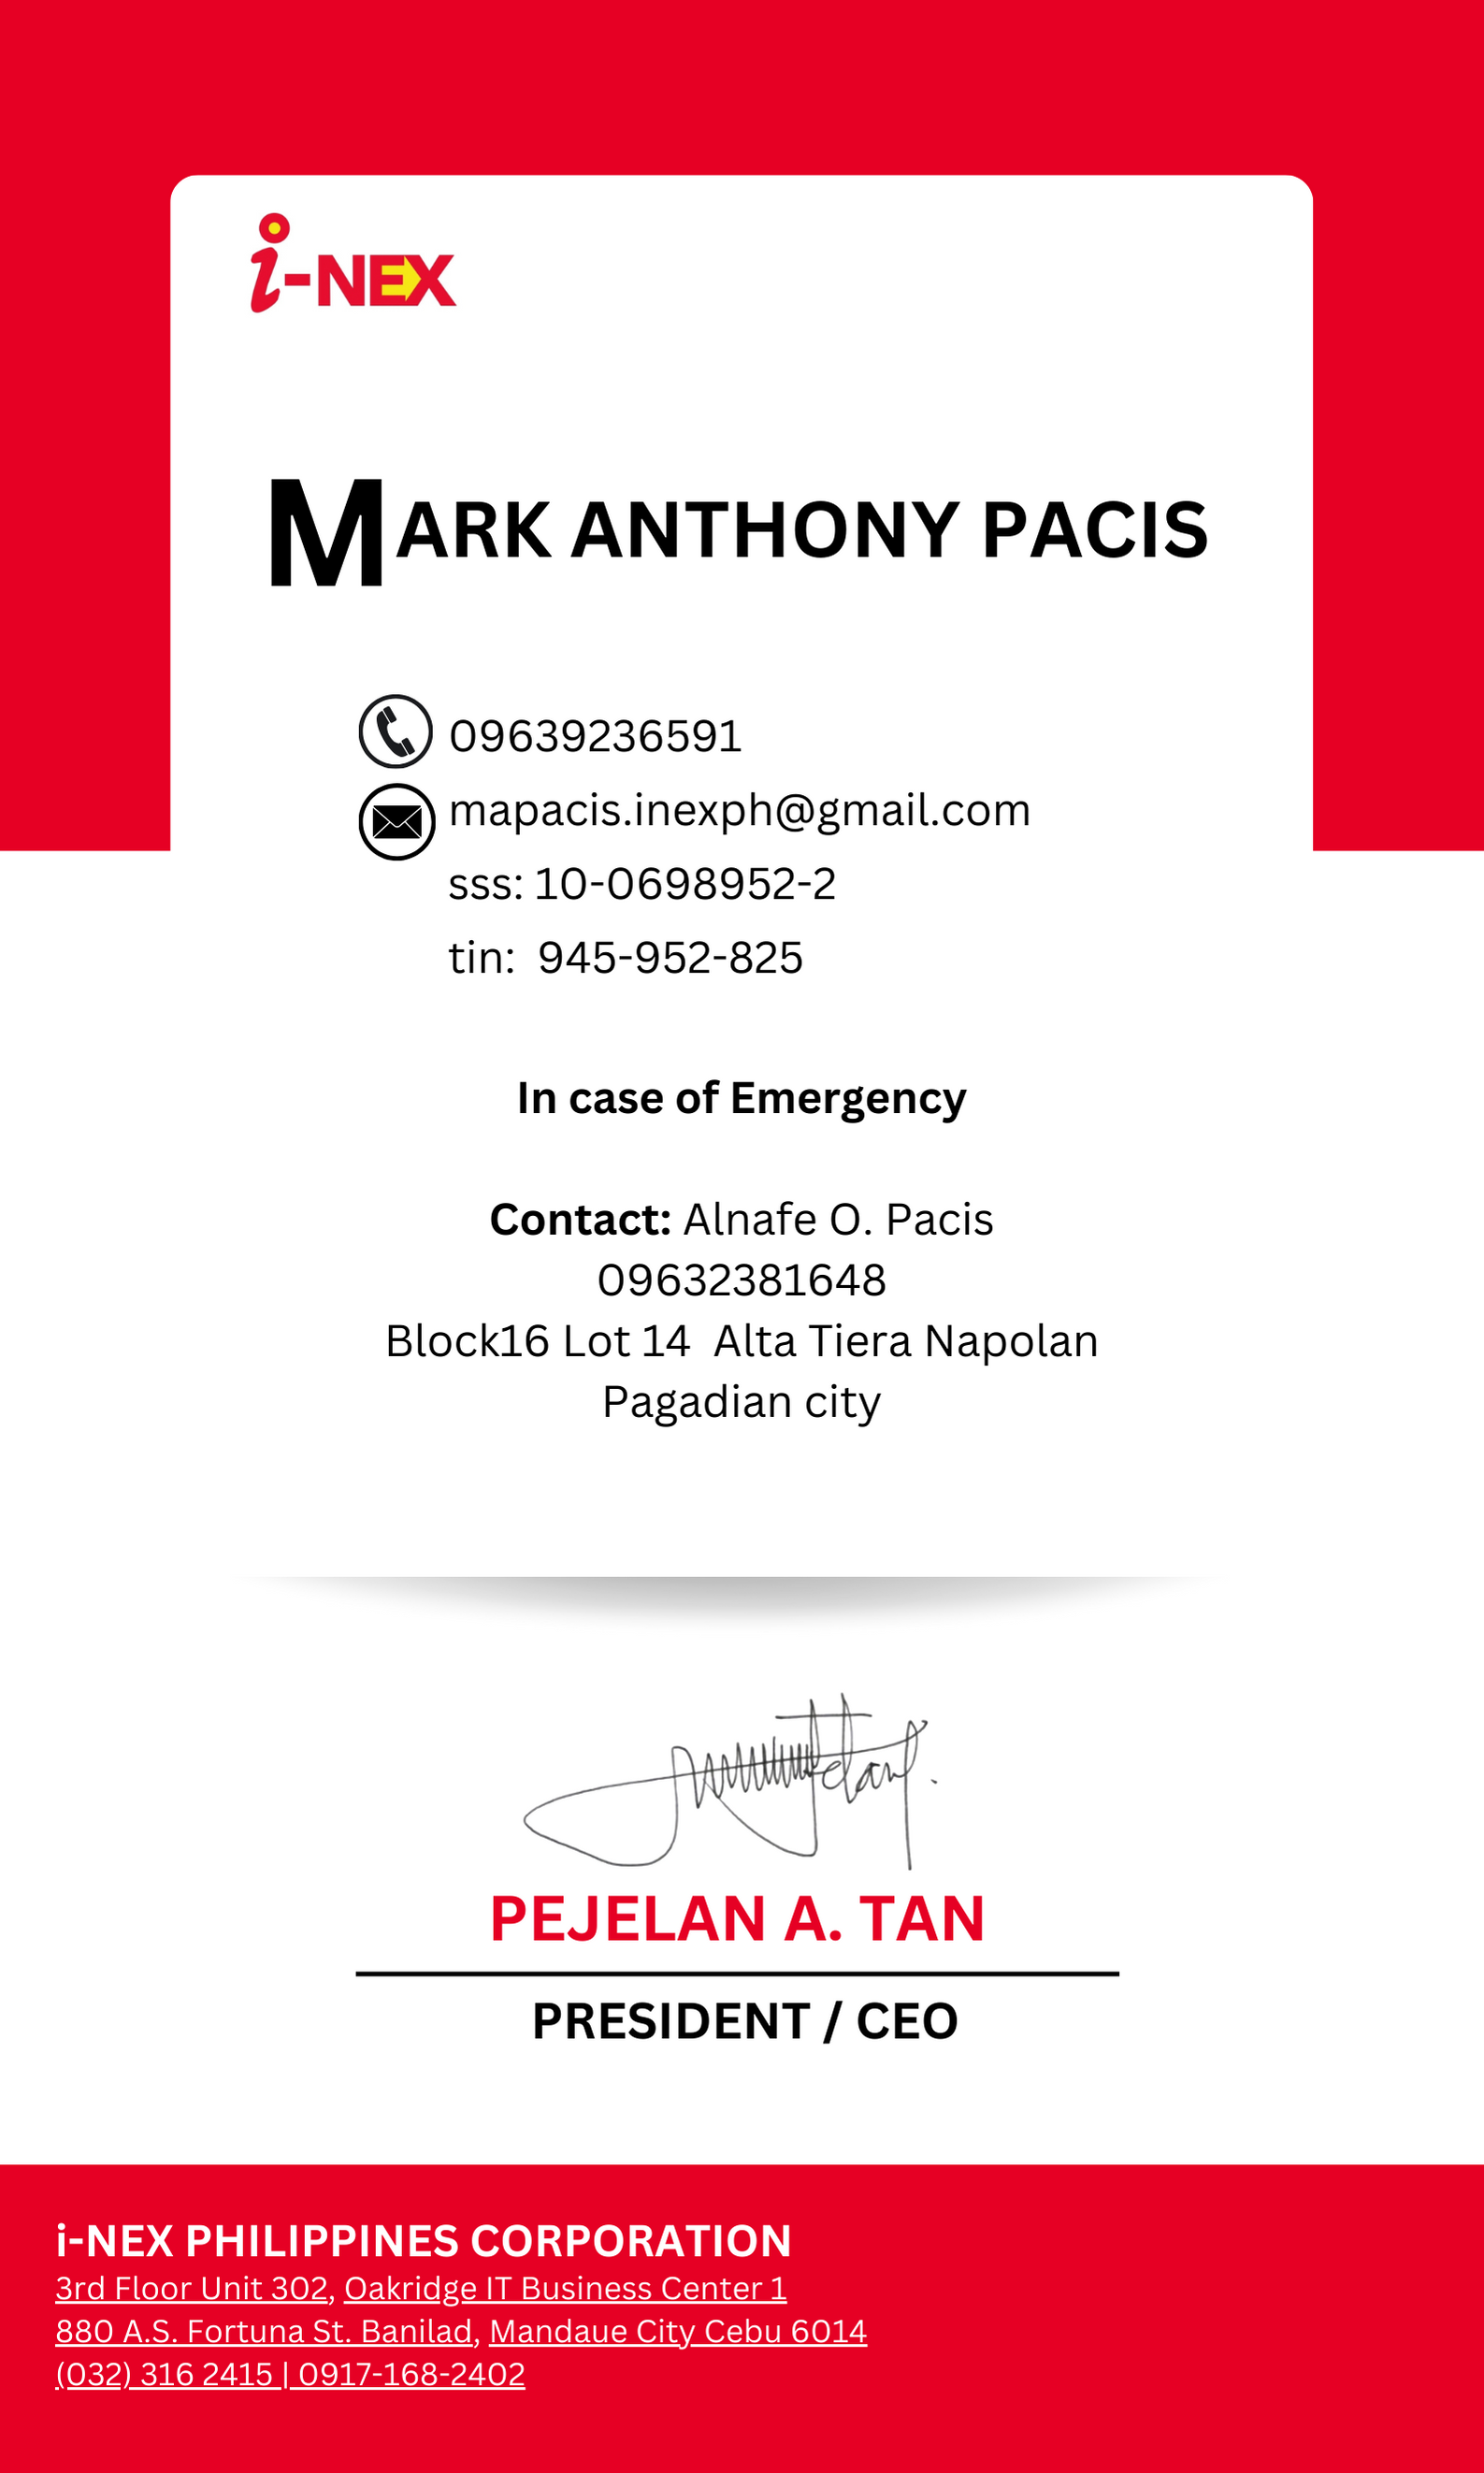 i-NEX
MARK ANTHONY PACIS
09639236591
mapacis.inexph@gmail.com
sss: 10-0698952-2
tin: 945-952-825
In case of Emergency
Contact: Alnafe O. Pacis
09632381648
Block16 Lot 14 Alta Tiera Napolan
Pagadian city
PEJELAN A. TAN
PRESIDENT / CEO
i-NEX PHILIPPINES CORPORATION
3rd Floor Unit 302, Oakridge IT Business Center 1
880 A.S. Fortuna St. Banilad, Mandaue City Cebu 6014
(032) 316 2415 | 0917-168-2402